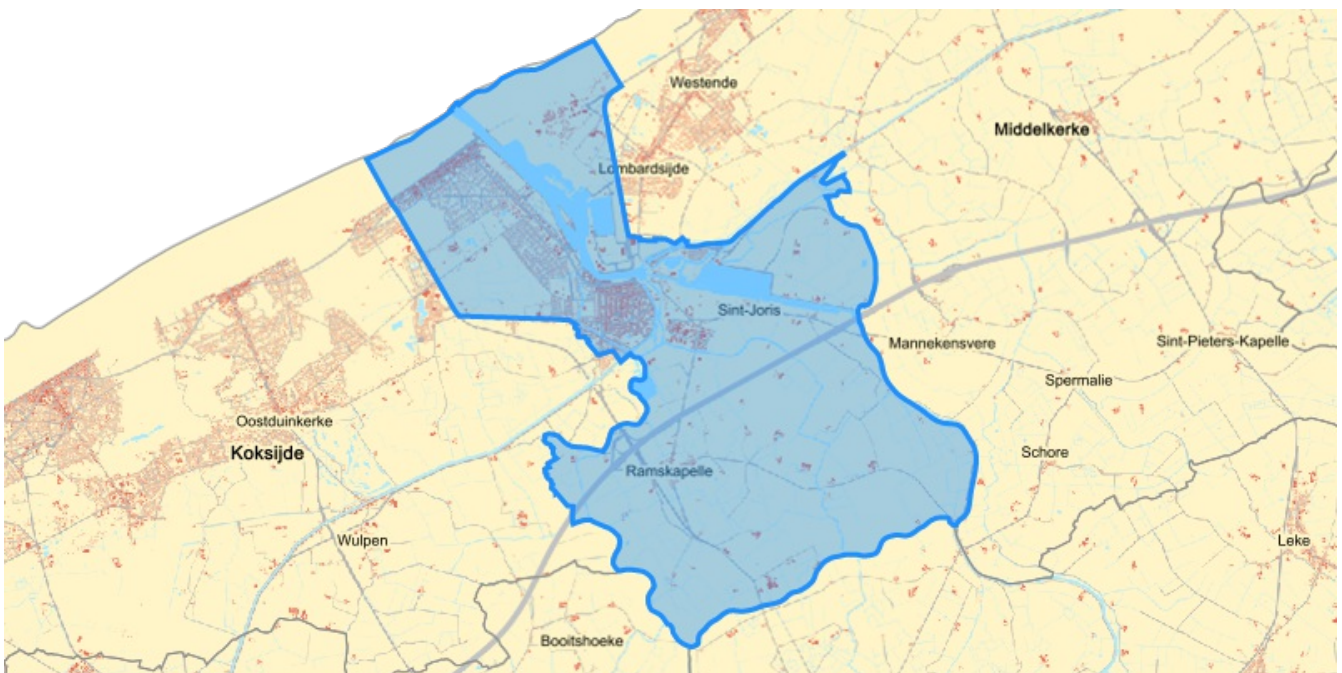 Westende
Middelkerke
Lombardsijde
Sint-Joris
Mannekensvere
Sint-Pieters-Kapelle
Spermalie
Oostduinkerke
Koksijde
Schore
Ramskapelle
Wulpen
Leke
Booitshoeke